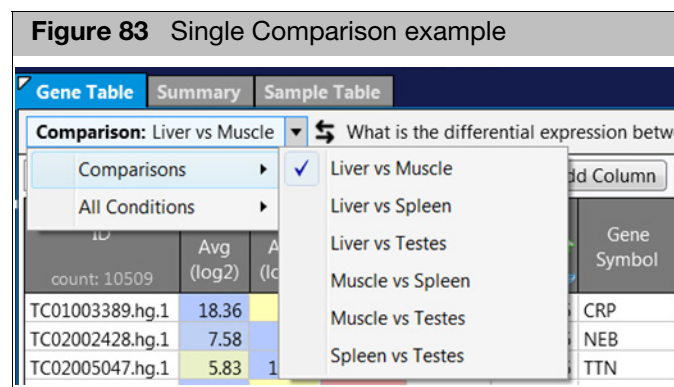 Figure 83 Single Comparison example
Gene Table Summary Sample Table
Comparison: Liver vs Muscle What is the differential expression
Comparisons
All Conditions
Liver vs Muscle
Liver vs Spleen
Liver vs Testes
Muscle vs Spleen
Muscle vs Testes
Spleen vs Testes
Column
ID
count: 10509
Avg
(log2)
Gene
Symbol
TC01003389.hg.1 18.36 CRP
TC02002428.hg.1 7.58 NEB
TC02005047.hg.1 5.83 TTN